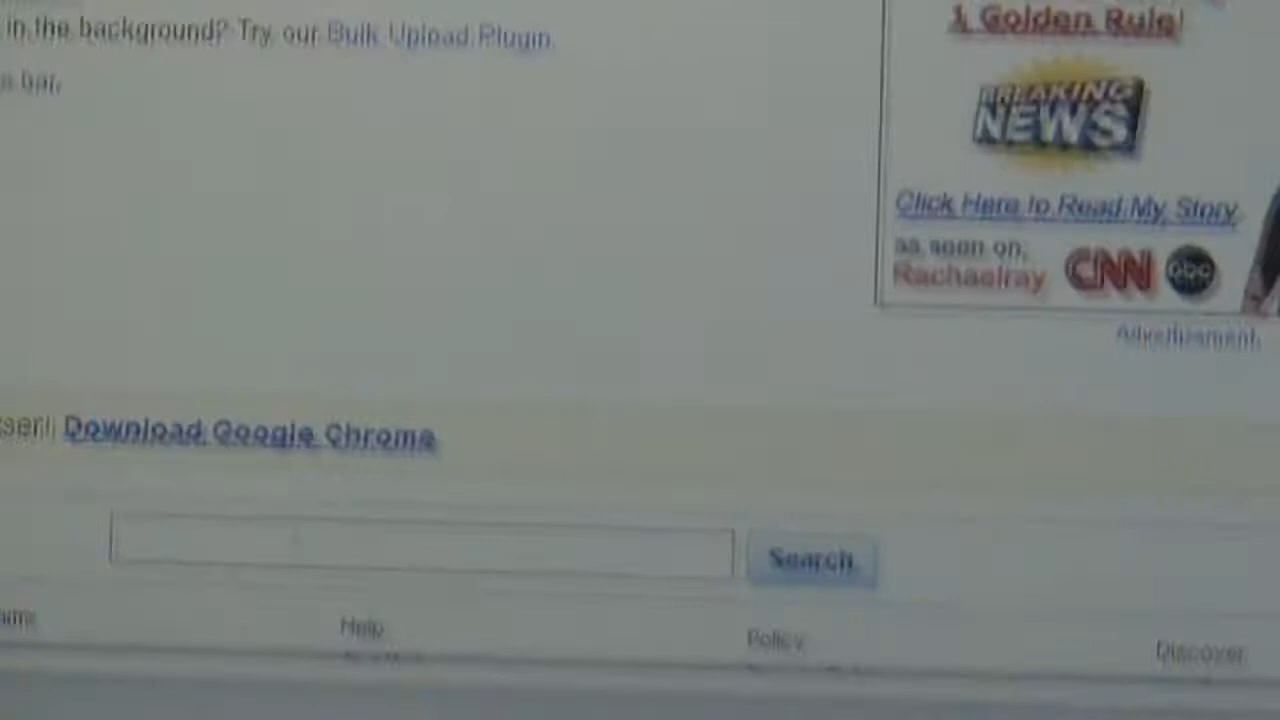 in the background? Try our Bulk Upload Plugin.
bar.
1 Golden Rule!
BREAKING
NEWS
Click Here to Read My Story
as seen on:
Rachaelray CNN abc
Advertisement
Download Google Chrome
Search
Help
Policy
Discover